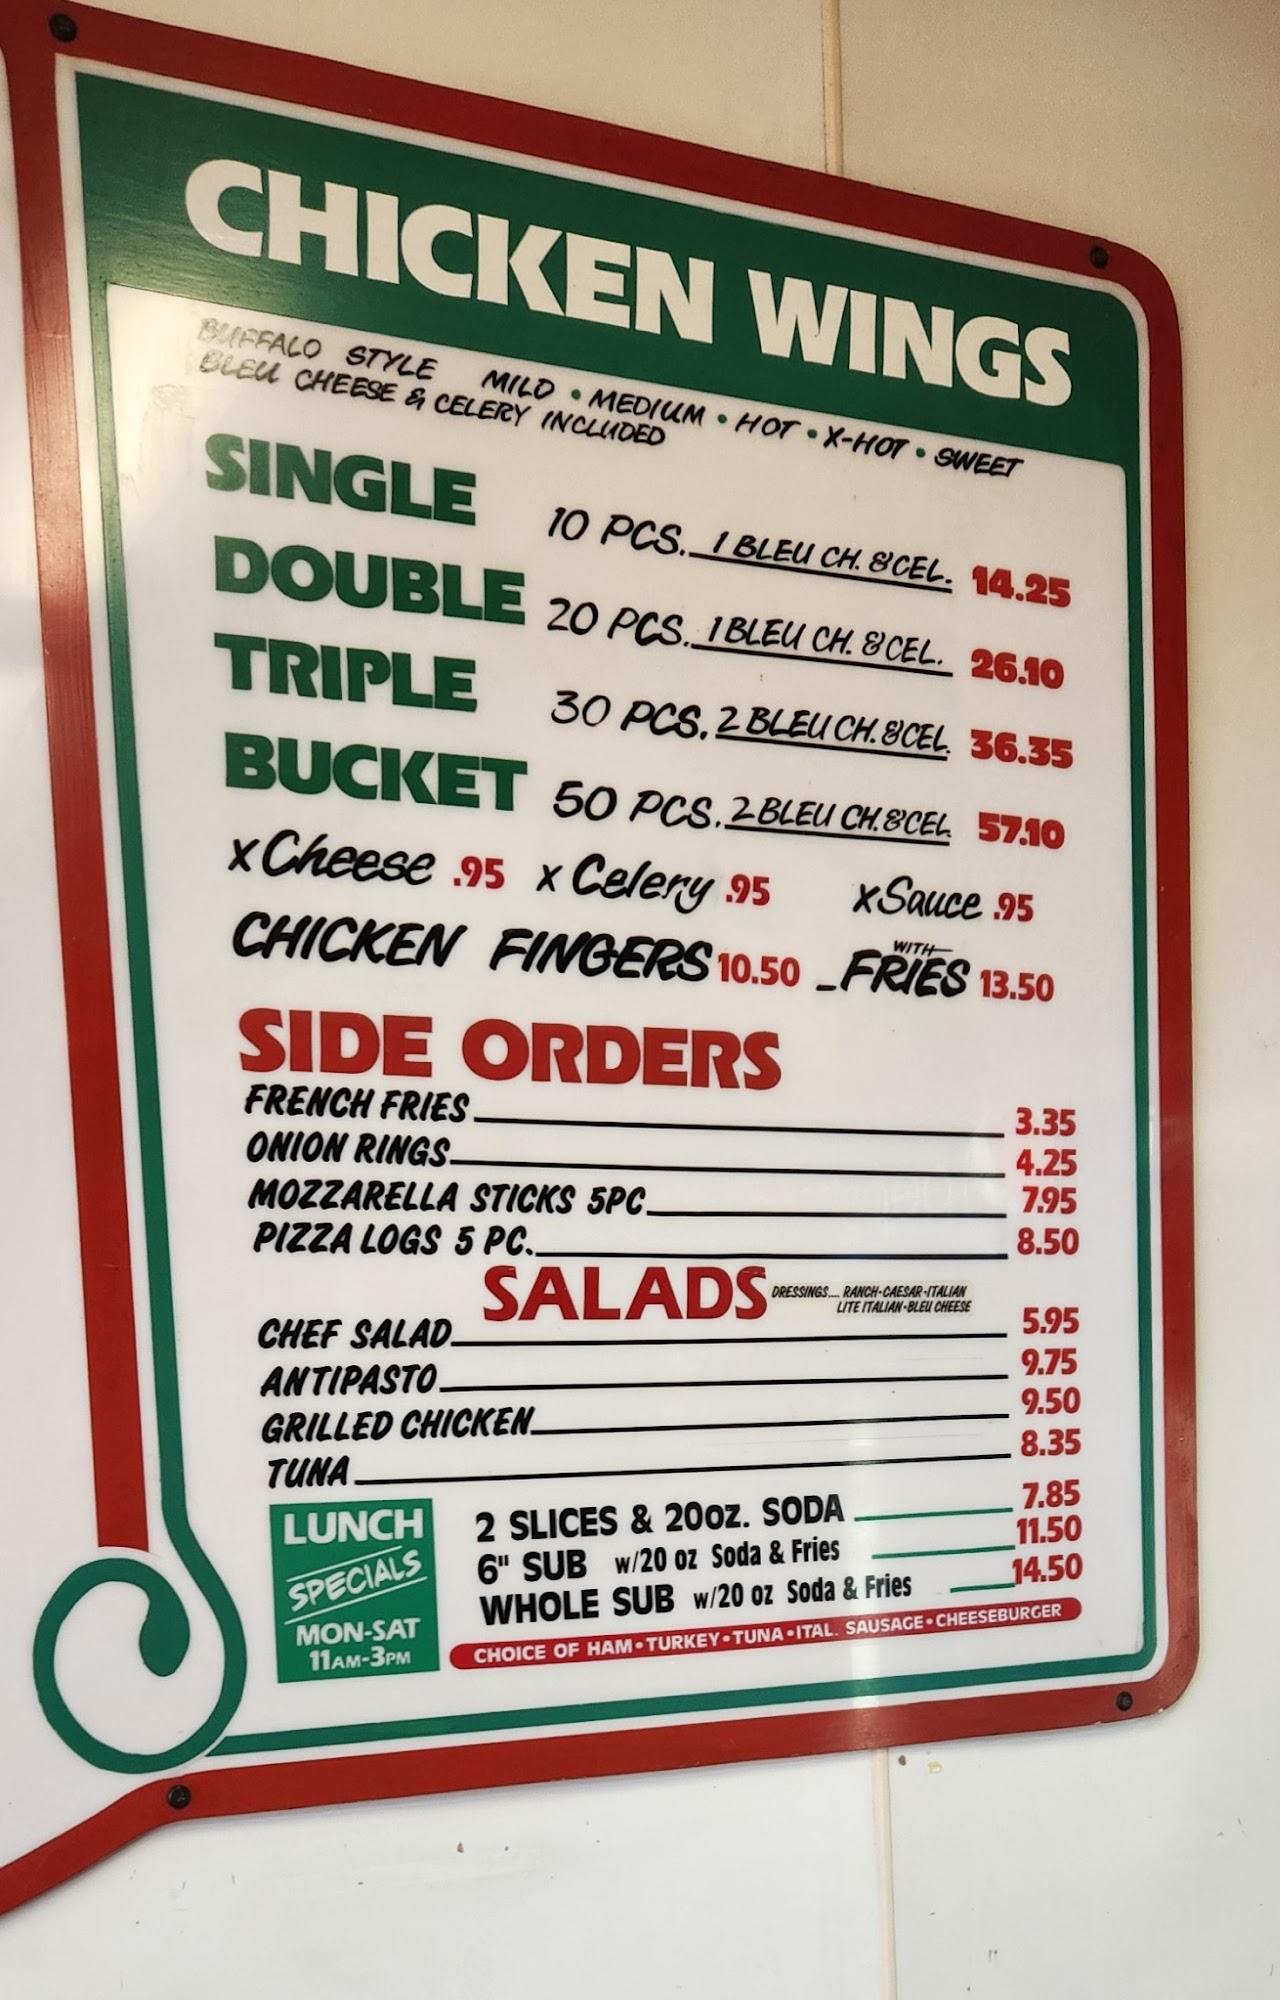 CHICKEN WINGS
BUFFALO STYLE MILD • MEDIUM • HOT • X-HOT • SWEET
BLEU CHEESE & CELERY INCLUDED
SINGLE 10 PCS. 1 BLEU CH. & CEL. 14.25
DOUBLE 20 PCS. 1 BLEU CH. & CEL. 26.10
TRIPLE 30 PCS. 2 BLEU CH. & CEL. 36.35
BUCKET 50 PCS. 2 BLEU CH. & CEL. 57.10
x Cheese .95 x Celery .95 x Sauce .95
CHICKEN FINGERS 10.50 - WITH FRIES 13.50
SIDE ORDERS
FRENCH FRIES 3.35
ONION RINGS 4.25
MOZZARELLA STICKS 5PC 7.95
PIZZA LOGS 5 PC. 8.50
SALADS DRESSINGS.... RANCH•CAESAR•ITALIAN
LITE ITALIAN•BLEU CHEESE
CHEF SALAD 5.95
ANTIPASTO 9.75
GRILLED CHICKEN 9.50
TUNA 8.35
LUNCH
SPECIALS
MON-SAT
11AM-3PM
2 SLICES & 20oz. SODA 7.85
6" SUB w/20 oz Soda & Fries 11.50
WHOLE SUB w/20 oz Soda & Fries 14.50
CHOICE OF HAM•TURKEY•TUNA•ITAL. SAUSAGE•CHEESEBURGER